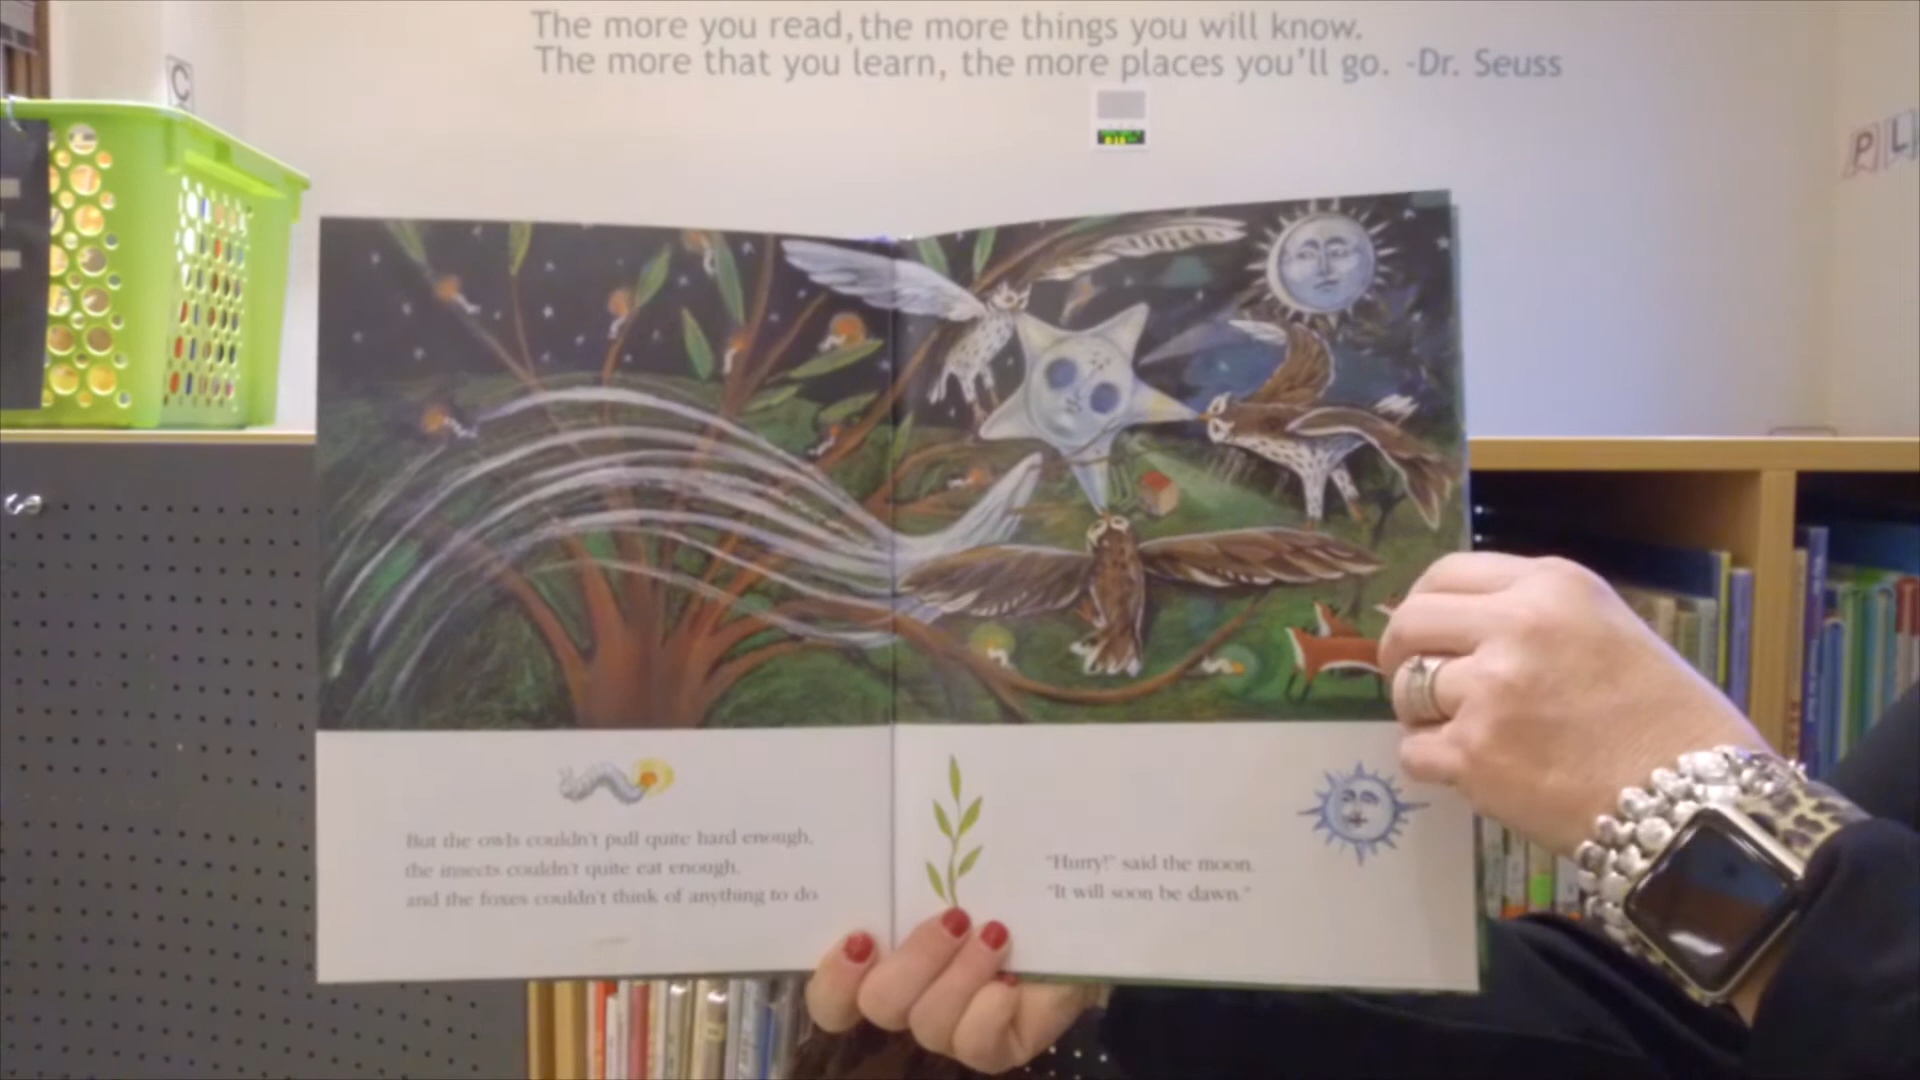 The more you read, the more things you will know.
The more that you learn, the more places you'll go. -Dr. Seuss
C
P L
But the owls couldn't pull quite hard enough,
the insects couldn't quite eat enough,
and the foxes couldn't think of anything to do
"Hurry!" said the moon.
"It will soon be dawn."